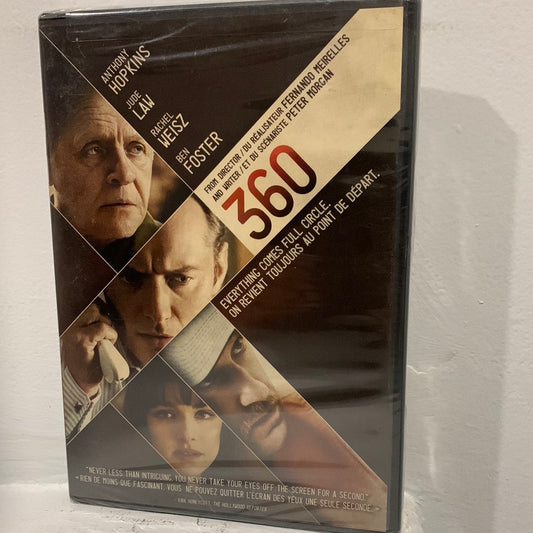 ANTHONY
HOPKINS
JUDE
LAW
RACHEL
WEISZ
BEN
FOSTER
FROM DIRECTOR / DU RÉALISATEUR FERNANDO MEIRELLES
AND WRITER / ET DU SCÉNARISTE PETER MORGAN
360
EVERYTHING COMES FULL CIRCLE.
ON REVIENT TOUJOURS AU POINT DE DÉPART.
"NEVER LESS THAN INTRIGUING, YOU NEVER TAKE YOUR EYES OFF THE SCREEN FOR A SECOND."
« RIEN DE MOINS QUE FASCINANT, VOUS NE POUVEZ QUITTER L'ÉCRAN DES YEUX UNE SEULE SECONDE. »
KIRK HONEYCUTT, THE HOLLYWOOD REPORTER